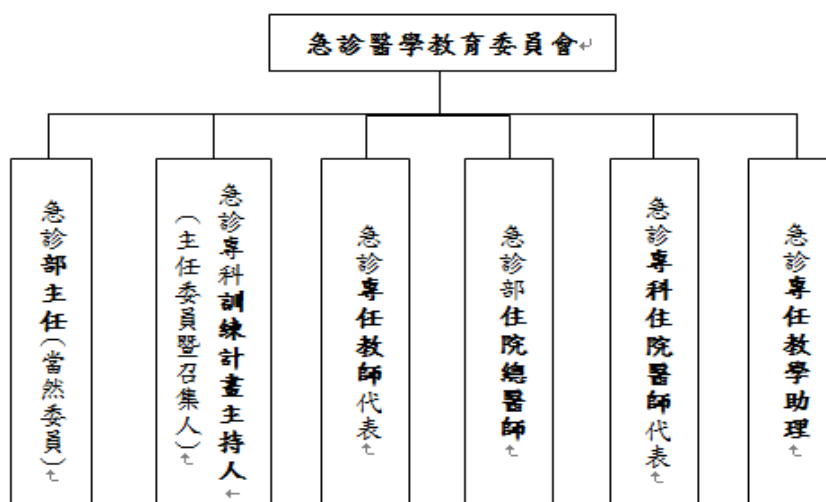 急診醫學教育委員會
急診部主任(當然委員)
急診專科訓練計畫主持人
(主任委員暨召集人)
急診專任教師代表
急診部住院總醫師
急診專科住院醫師代表
急診專任教學助理